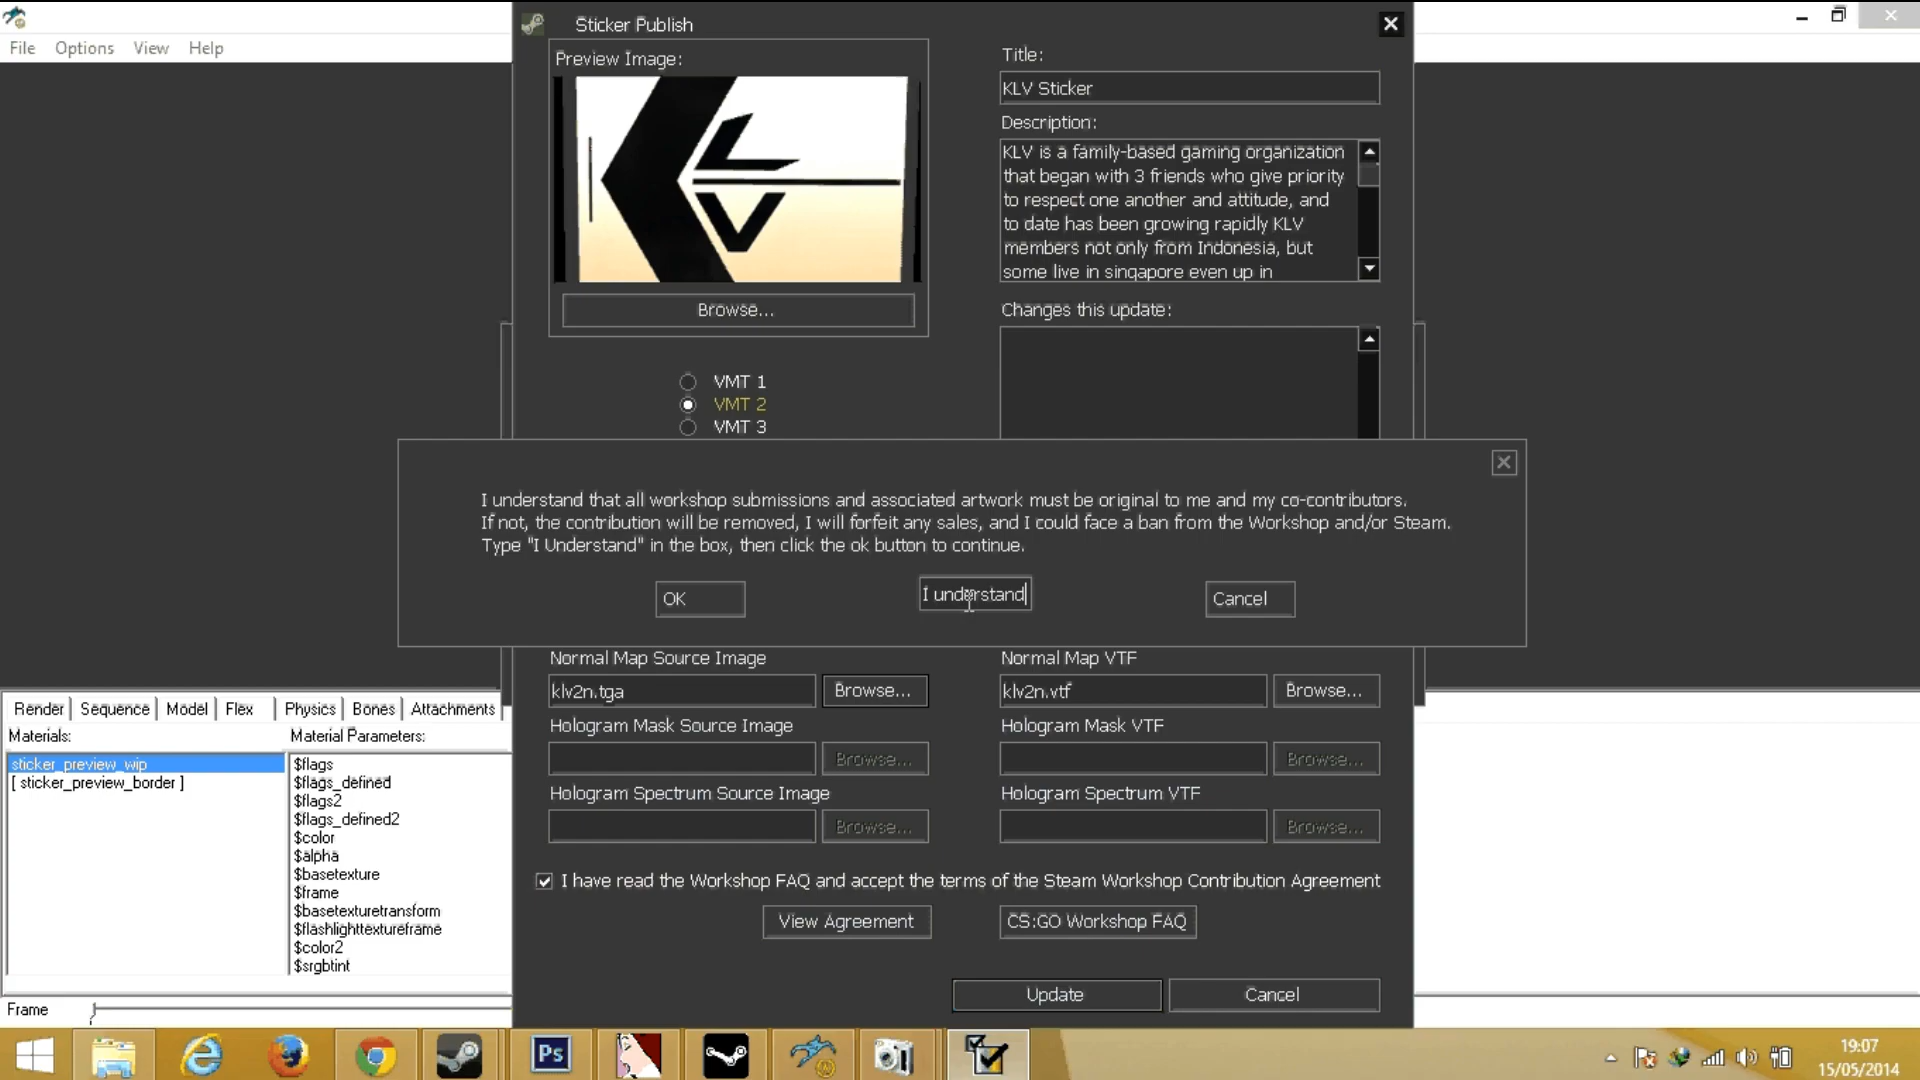 Sticker Publish
File Options View Help
Preview Image:
Browse...
Title:
KLV Sticker
Description:
KLV is a family-based gaming organization
that began with 3 friends who give priority
to respect one another and attitude, and
to date has been growing rapidly KLV
members not only from Indonesia, but
some live in singapore even up in
Changes this update:
VMT 1
VMT 2
VMT 3
I understand that all workshop submissions and associated artwork must be original to me and my co-contributors.
If not, the contribution will be removed, I will forfeit any sales, and I could face a ban from the Workshop and/or Steam.
Type "I Understand" in the box, then click the ok button to continue.
OK
I understand
Cancel
Normal Map Source Image
klv2n.tga
Browse...
Normal Map VTF
klv2n.vtf
Browse...
Hologram Mask Source Image
Browse...
Hologram Mask VTF
Browse...
Hologram Spectrum Source Image
Browse...
Hologram Spectrum VTF
Browse...
I have read the Workshop FAQ and accept the terms of the Steam Workshop Contribution Agreement
View Agreement
CS:GO Workshop FAQ
Update
Cancel
Render Sequence Model Flex Physics Bones Attachments
Materials:
sticker_preview_wip
[ sticker_preview_border ]
Material Parameters:
$flags
$flags_defined
$flags2
$flags_defined2
$color
$alpha
$basetexture
$frame
$basetexturetransform
$flashlighttextureframe
$color2
$srgbtint
Frame
Ps
19:07
15/05/2014